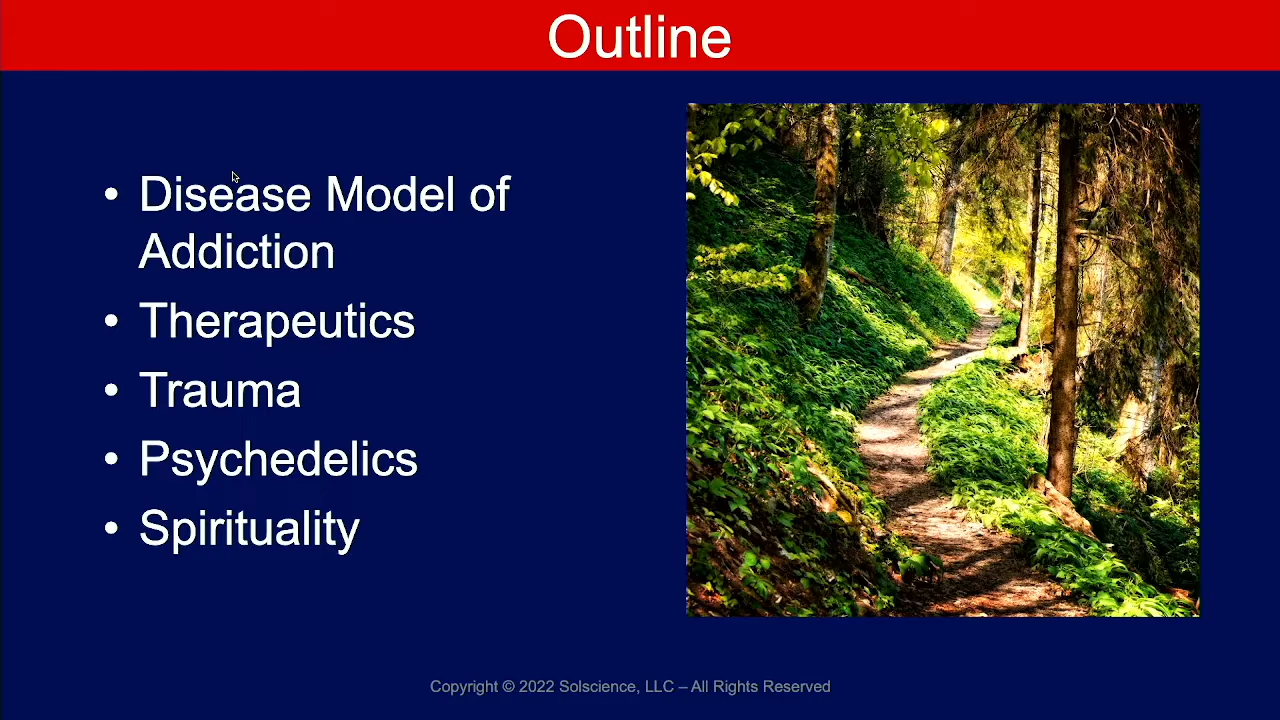 Outline
• Disease Model of
Addiction
• Therapeutics
• Trauma
• Psychedelics
• Spirituality
Copyright © 2022 Solscience, LLC – All Rights Reserved